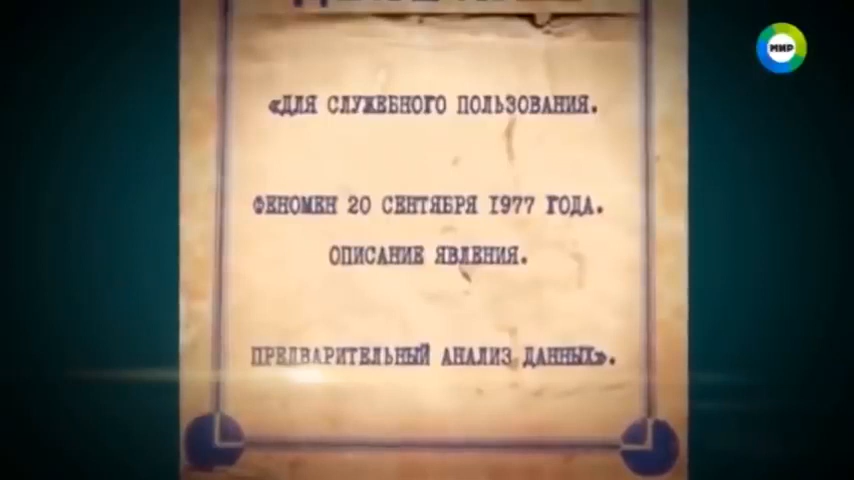 МИР
«ДЛЯ СЛУЖЕБНОГО ПОЛЬЗОВАНИЯ.
ФЕНОМЕН 20 СЕНТЯБРЯ 1977 ГОДА.
ОПИСАНИЕ ЯВЛЕНИЯ.
ПРЕДВАРИТЕЛЬНЫЙ АНАЛИЗ ДАННЫХ».